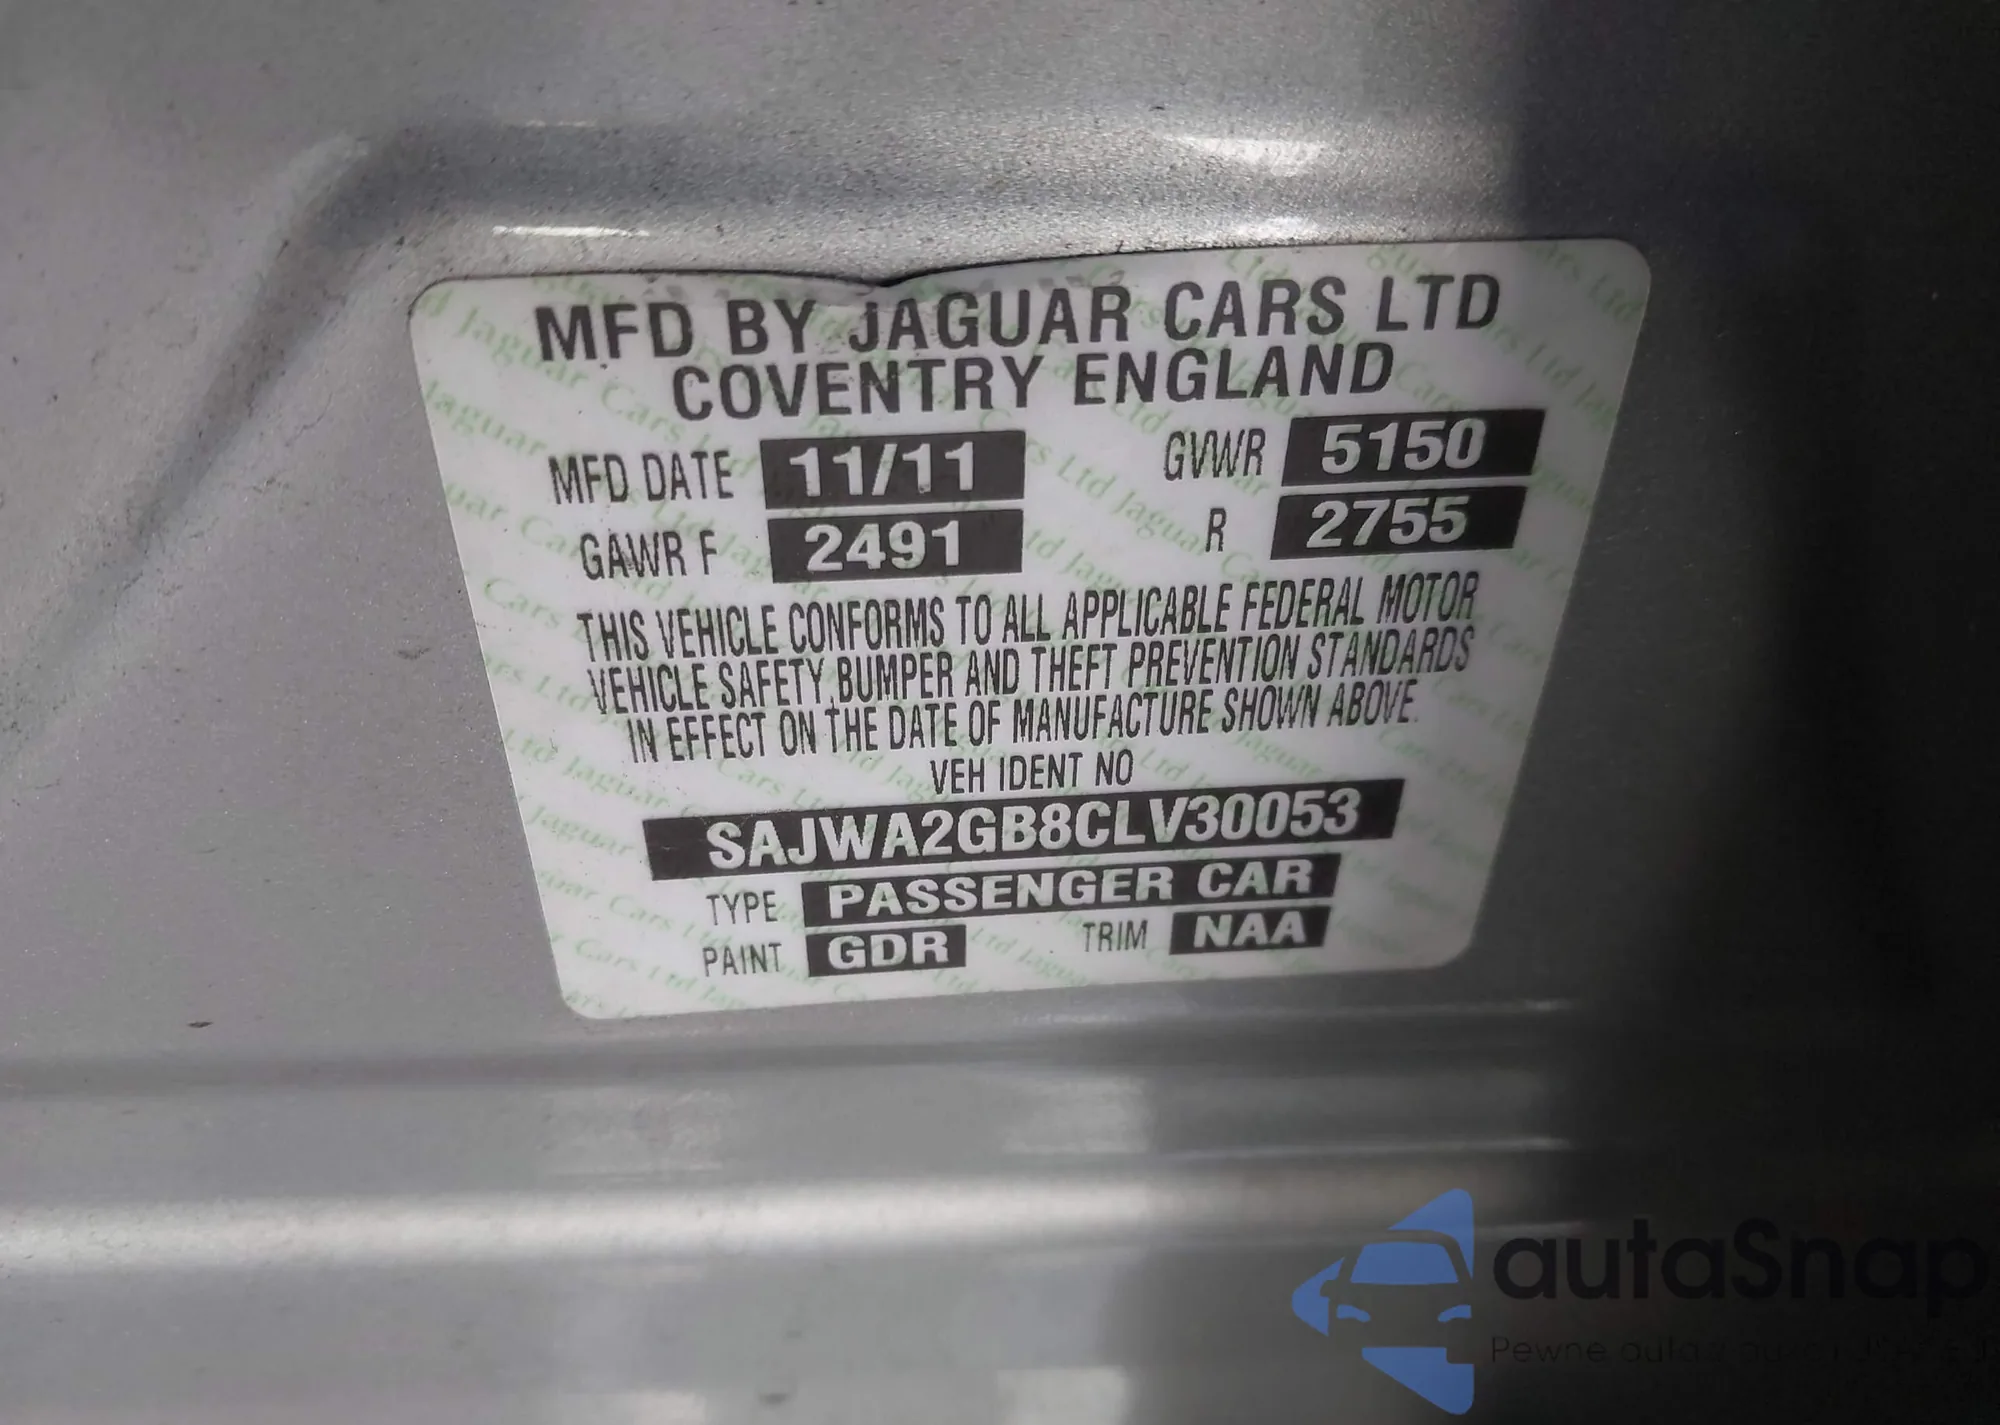 MFD BY JAGUAR CARS LTD
COVENTRY ENGLAND
MFD DATE 11/11 GVWR 5150
GAWR F 2491 R 2755
THIS VEHICLE CONFORMS TO ALL APPLICABLE FEDERAL MOTOR
VEHICLE SAFETY, BUMPER AND THEFT PREVENTION STANDARDS
IN EFFECT ON THE DATE OF MANUFACTURE SHOWN ABOVE.
VEH IDENT NO
SAJWA2GB8CLV30053
TYPE PASSENGER CAR
PAINT GDR TRIM NAA
autaSnap
Pewne auta z